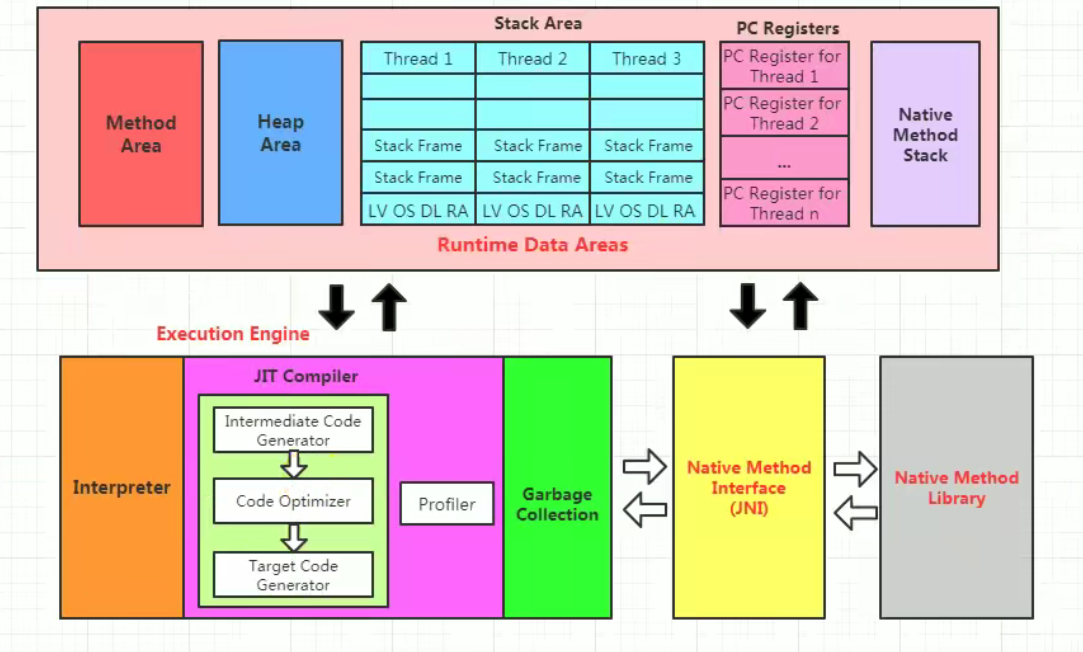 Stack Area
PC Registers
Method
Area
Heap
Area
Thread 1
Thread 2
Thread 3
Stack Frame
Stack Frame
Stack Frame
Stack Frame
Stack Frame
Stack Frame
LV OS DL RA
LV OS DL RA
LV OS DL RA
PC Register for
Thread 1
PC Register for
Thread 2
...
PC Register for
Thread n
Native
Method
Stack
Runtime Data Areas
Execution Engine
Interpreter
JIT Compiler
Intermediate Code
Generator
Code Optimizer
Target Code
Generator
Profiler
Garbage
Collection
Native Method
Interface
(JNI)
Native Method
Library